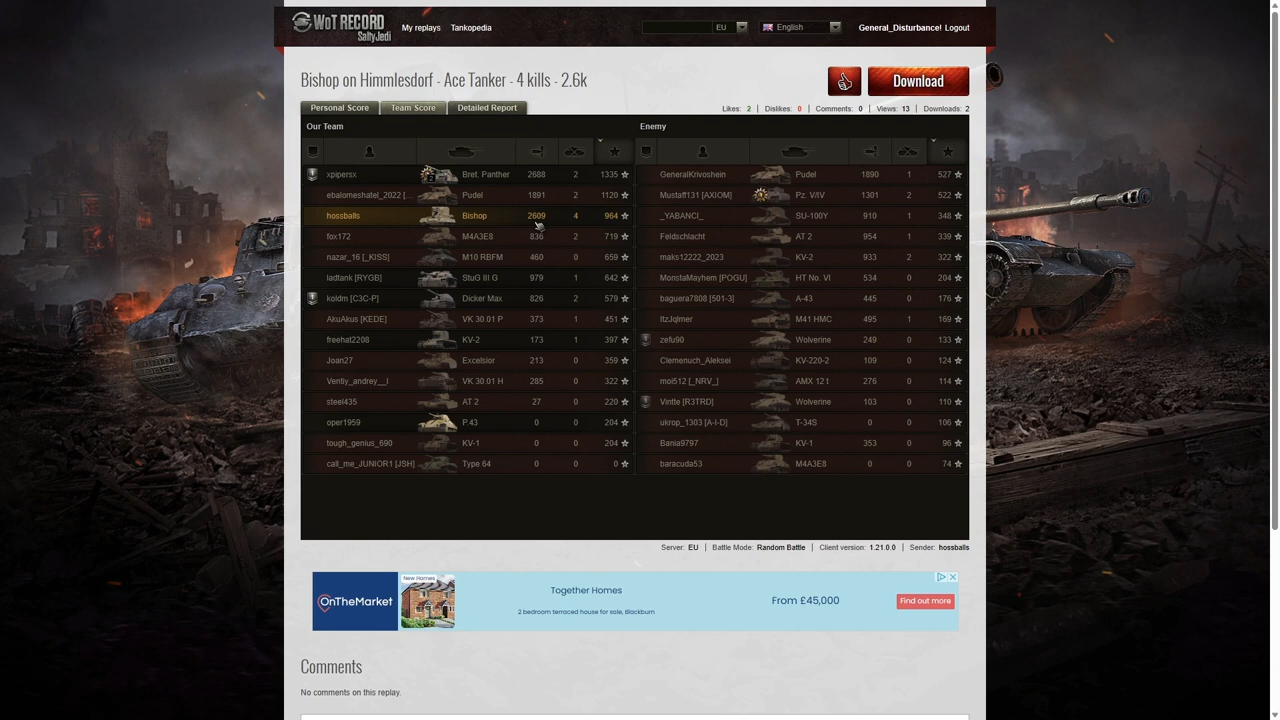 WoT RECORD
SaltyJedi
My replays Tankopedia
EU English General_Disturbance! Logout
Bishop on Himmlesdorf - Ace Tanker - 4 kills - 2.6k
Download
Personal Score Team Score Detailed Report
Likes: 2 | Dislikes: 0 | Comments: 0 | Views: 13 | Downloads: 2
Our Team Enemy
xpipersx Bret. Panther 2688 2 1335 GeneralKrivoshein Pudel 1890 1 527
ebalomeshatel_2022 [... Pudel 1891 2 1120 Mustaff131 [AXIOM] Pz. V/IV 1301 2 522
hossballs Bishop 2609 4 964 _YABANCI_ SU-100Y 910 1 348
fox172 M4A3E8 836 2 719 Feldschlacht AT 2 954 1 339
nazar_16 [_KISS] M10 RBFM 460 0 659 maks12222_2023 KV-2 933 2 322
ladtank [RYGB] StuG III G 979 1 642 MonstaMayhem [POGU] HT No. VI 534 0 204
koldm [C3C-P] Dicker Max 826 2 579 baguera7808 [501-3] A-43 445 0 176
AkuAkus [KEDE] VK 30.01 P 373 1 451 ItzJqlmer M41 HMC 495 1 169
freehat2208 KV-2 173 1 397 zefu90 Wolverine 249 0 133
Joan27 Excelsior 213 0 359 Clemenuch_Aleksei KV-220-2 109 0 124
Ventiy_andrey__l VK 30.01 H 285 0 322 moi512 [_NRV_] AMX 12 t 276 0 114
steel435 AT 2 27 0 220 Vintte [R3TRD] Wolverine 103 0 110
oper1959 P.43 0 0 204 ukrop_1303 [A-I-D] T-34S 0 0 106
tough_genius_690 KV-1 0 0 204 Bania9797 KV-1 353 0 96
call_me_JUNIOR1 [JSH] Type 64 0 0 0 baracuda53 M4A3E8 0 0 74
Server: EU | Battle Mode: Random Battle | Client version: 1.21.0.0 | Sender: hossballs
OnTheMarket
New Homes
Together Homes
2 bedroom terraced house for sale, Blackburn
From £45,000
Find out more
Comments
No comments on this replay.